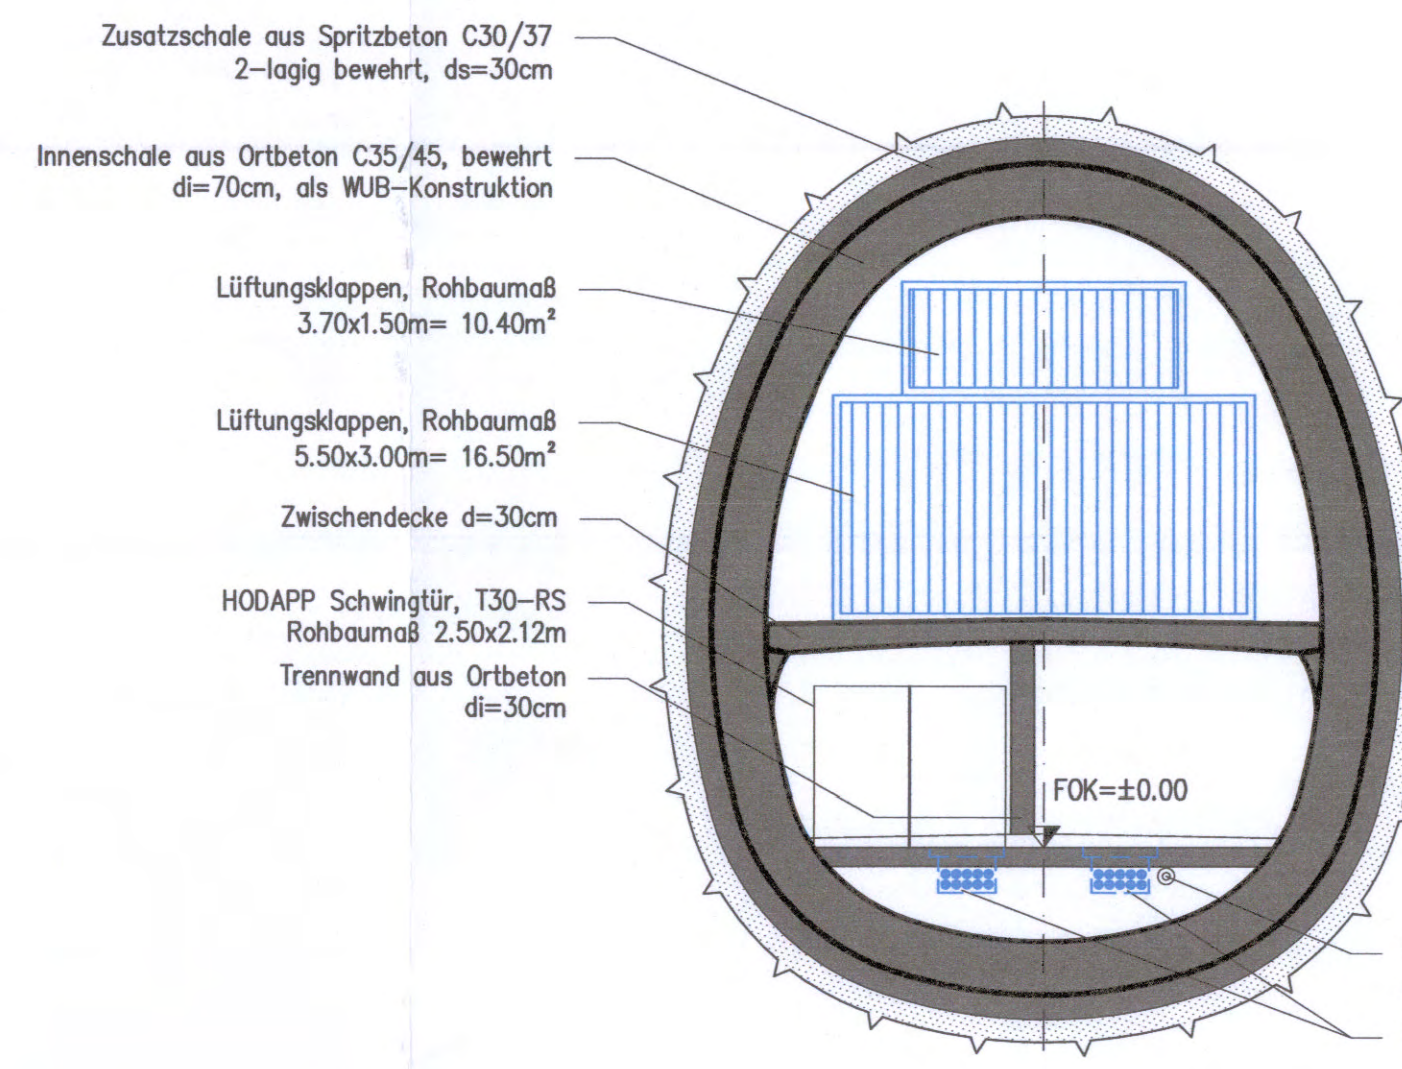 Zusatzschale aus Spritzbeton C30/37
2-lagig bewehrt, ds=30cm
Innenschale aus Ortbeton C35/45, bewehrt
di=70cm, als WUB-Konstruktion
Lüftungsklappen, Rohbaumaß
3.70x1.50m= 10.40m²
Lüftungsklappen, Rohbaumaß
5.50x3.00m= 16.50m²
Zwischendecke d=30cm
HODAPP Schwingtür, T30-RS
Rohbaumaß 2.50x2.12m
Trennwand aus Ortbeton
di=30cm
FOK=±0.00